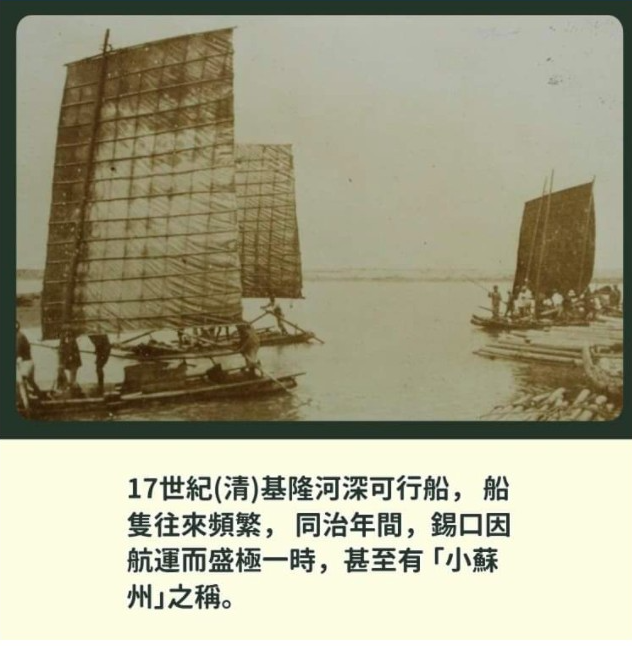 17世紀(清)基隆河深可行船， 船
隻往來頻繁， 同治年間，錫口因
航運而盛極一時，甚至有「小蘇
州」之稱。